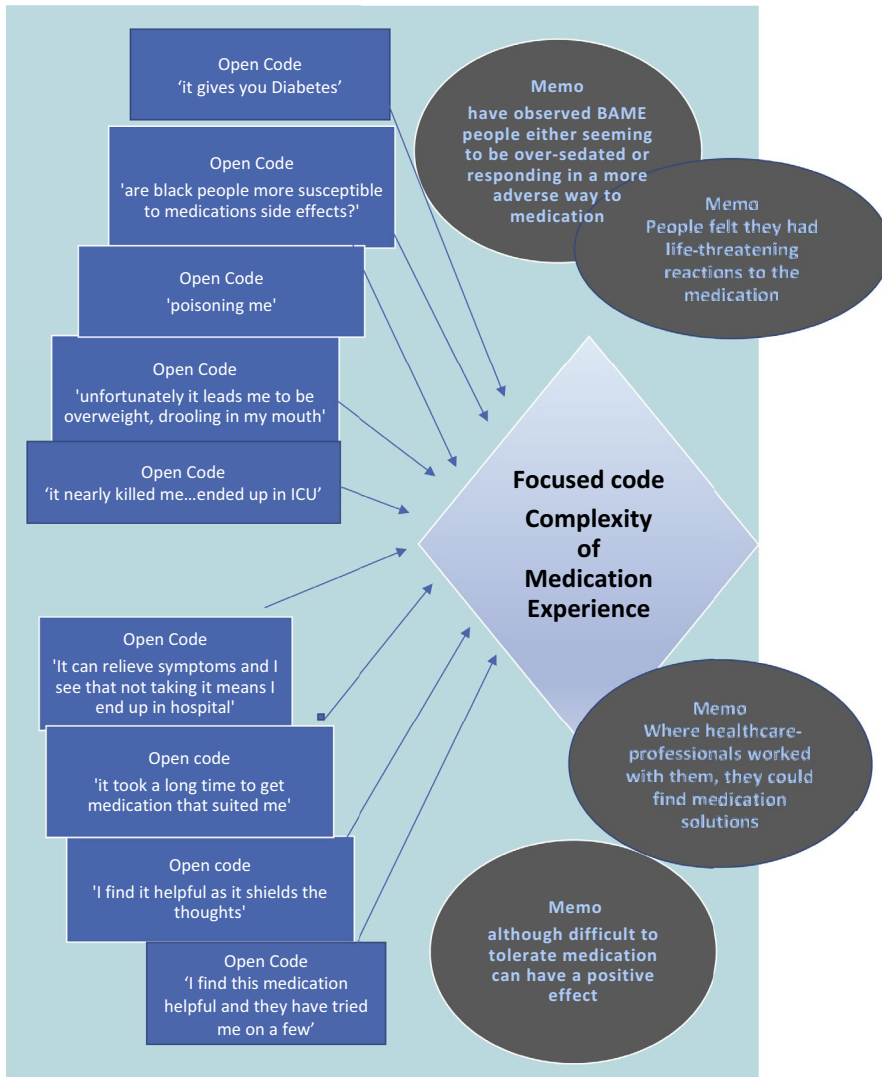 Open Code
‘it gives you Diabetes’
Open Code
'are black people more susceptible
to medications side effects?'
Open Code
'poisoning me'
Open Code
'unfortunately it leads me to be
overweight, drooling in my mouth'
Open Code
‘it nearly killed me…ended up in ICU’
Open Code
'It can relieve symptoms and I
see that not taking it means I
end up in hospital'
Open code
'it took a long time to get
medication that suited me'
Open code
'I find it helpful as it shields the
thoughts'
Open Code
‘I find this medication
helpful and they have tried
me on a few’
Focused code
Complexity
of
Medication
Experience
Memo
have observed BAME
people either seeming
to be over-sedated or
responding in a more
adverse way to
medication
Memo
People felt they had
life-threatening
reactions to the
medication
Memo
Where healthcare-
professionals worked
with them, they could
find medication
solutions
Memo
although difficult to
tolerate medication
can have a positive
effect